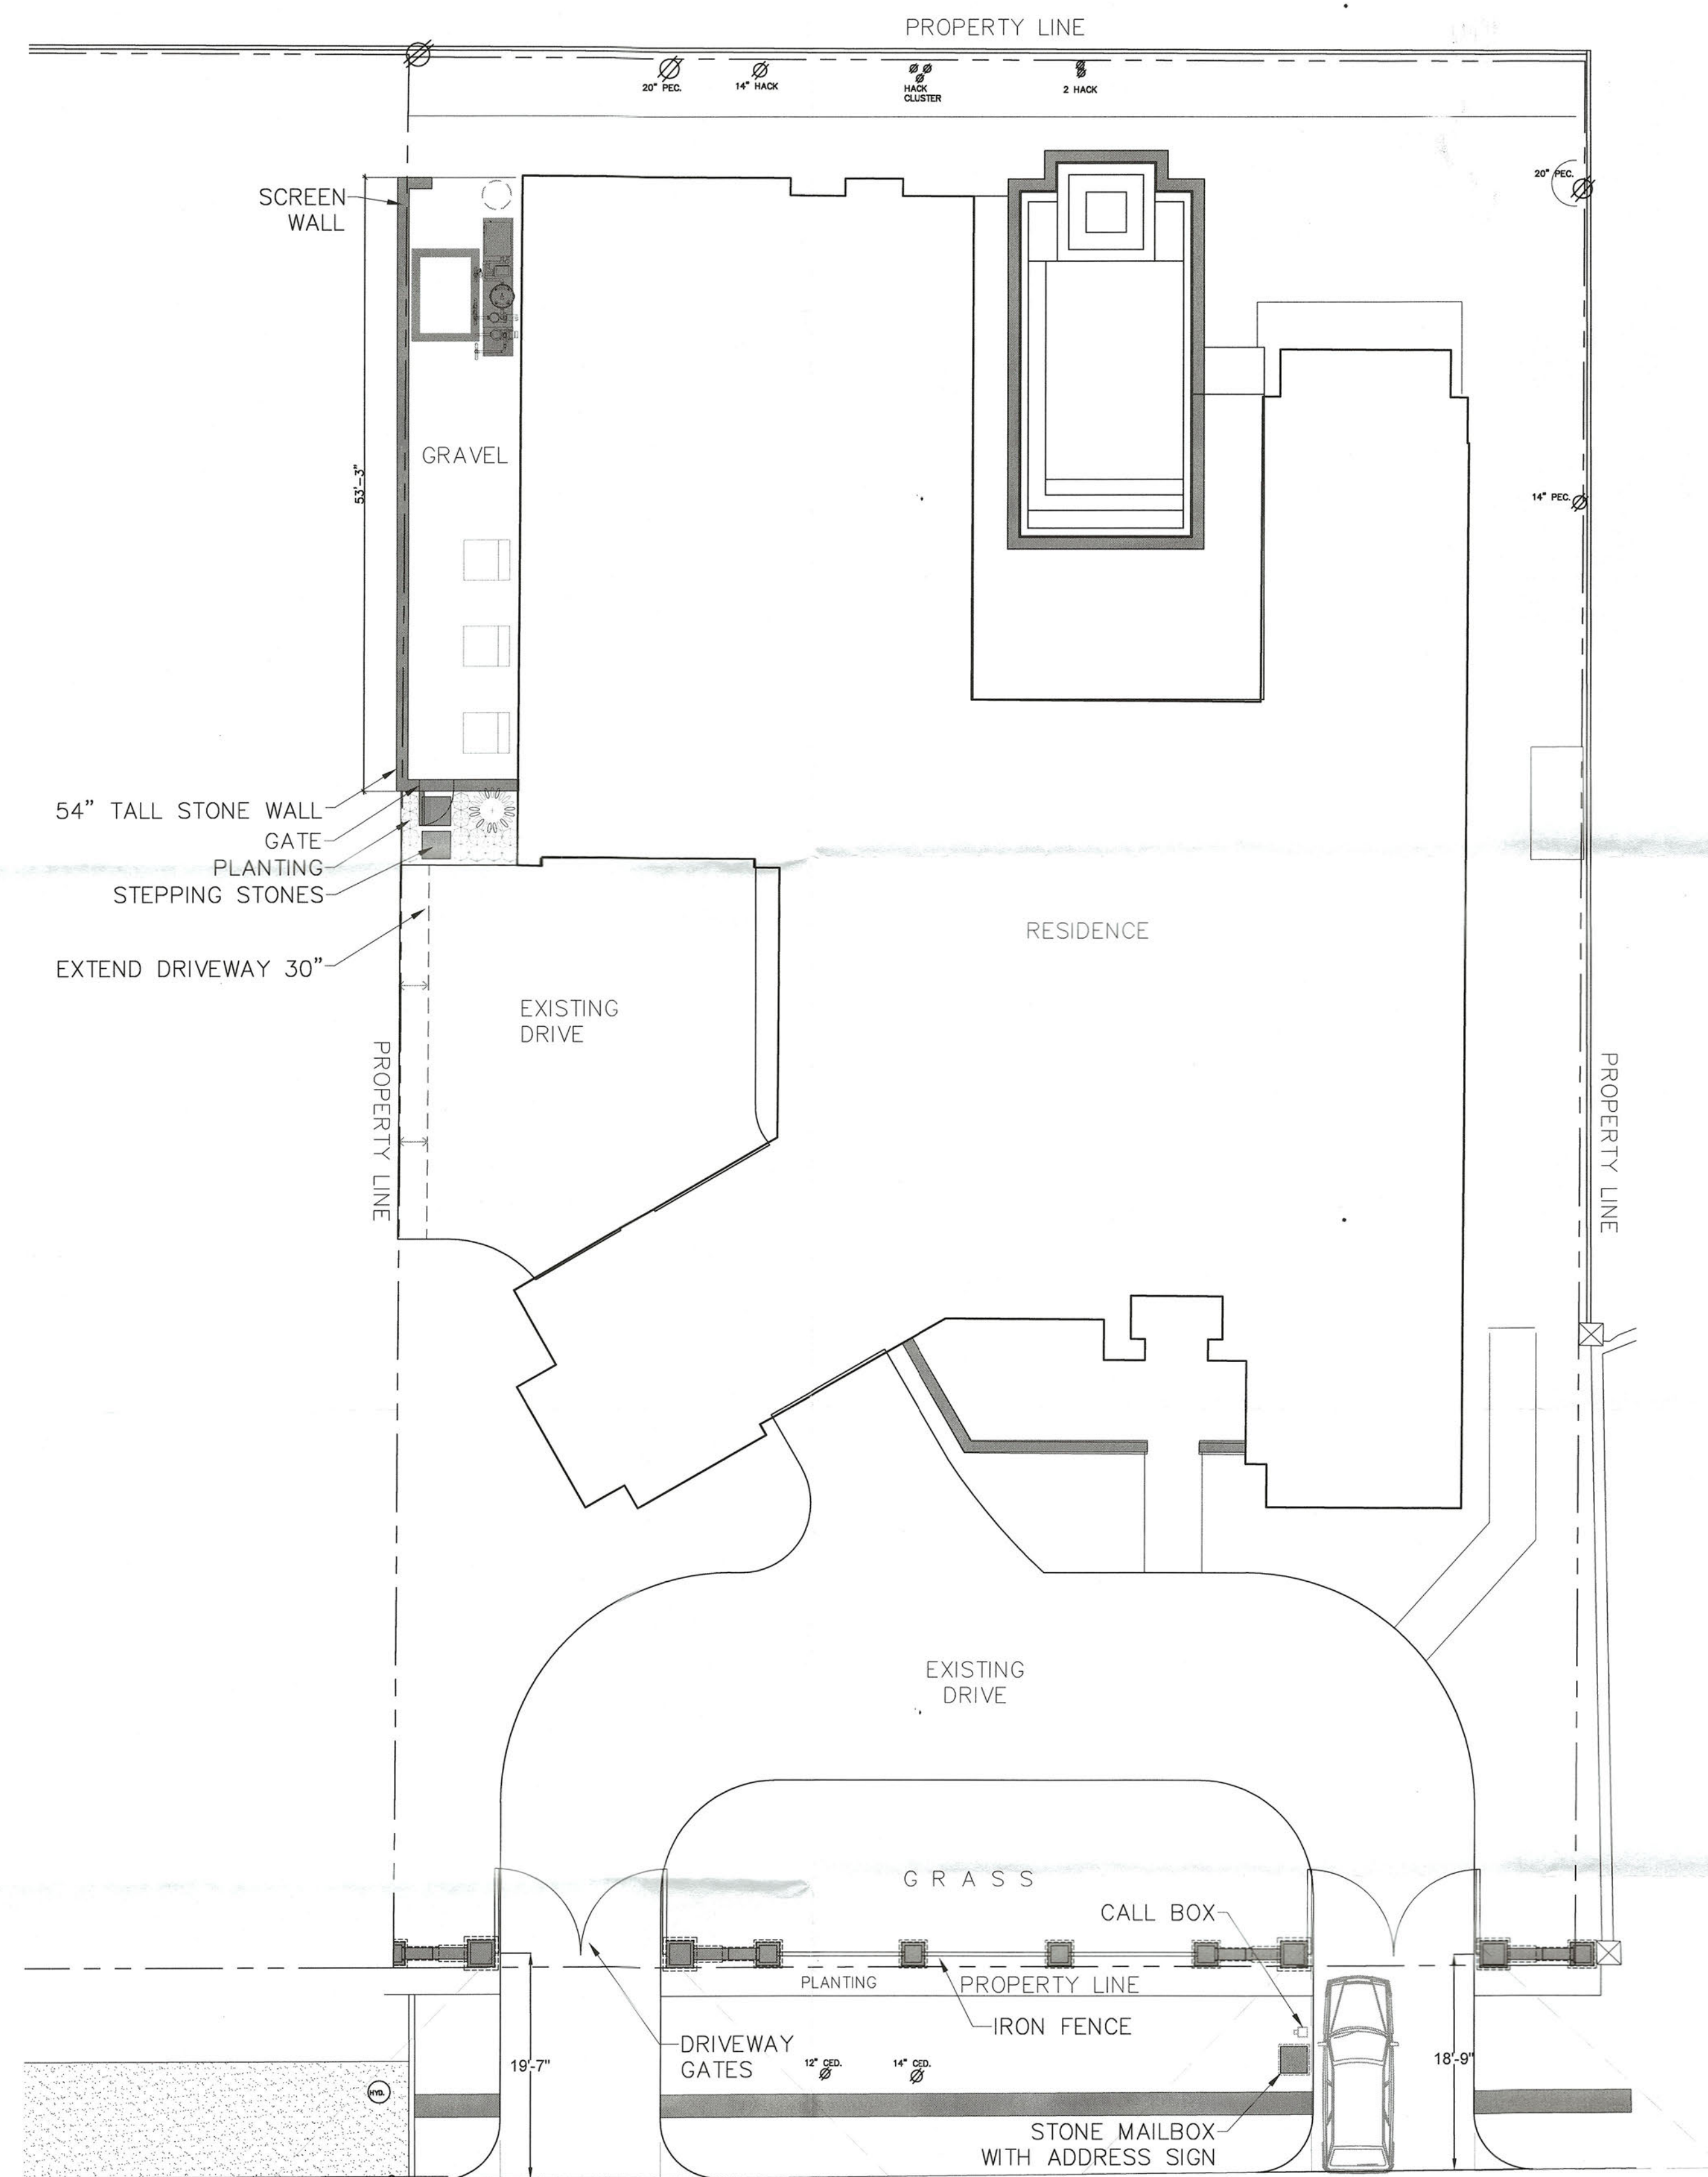 PROPERTY LINE
20" PEC.
14" HACK
HACK
CLUSTER
2 HACK
20" PEC.
SCREEN
WALL
GRAVEL
53'-3"
14" PEC.
54” TALL STONE WALL
GATE
PLANTING
STEPPING STONES
RESIDENCE
EXTEND DRIVEWAY 30”
EXISTING
DRIVE
PROPERTY LINE
PROPERTY LINE
EXISTING
DRIVE
GRASS
CALL BOX
PLANTING
PROPERTY LINE
IRON FENCE
DRIVEWAY
GATES
19'-7"
12" CED.
14" CED.
18'-9"
HYD.
STONE MAILBOX
WITH ADDRESS SIGN